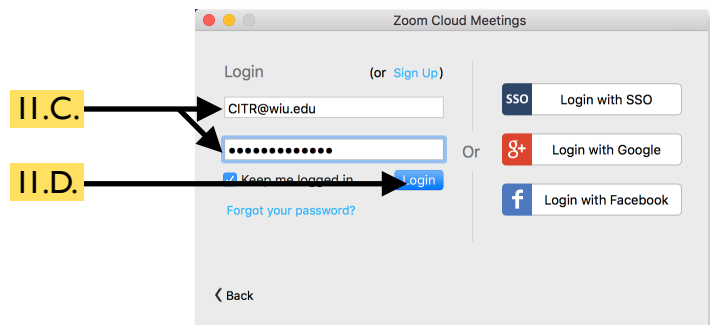 Zoom Cloud Meetings
Login
(or Sign Up)
II.C.
CITR@wiu.edu
•••••••••••••
II.D.
Keep me logged in
Login
Forgot your password?
Or
SSO Login with SSO
g+ Login with Google
f Login with Facebook
Back